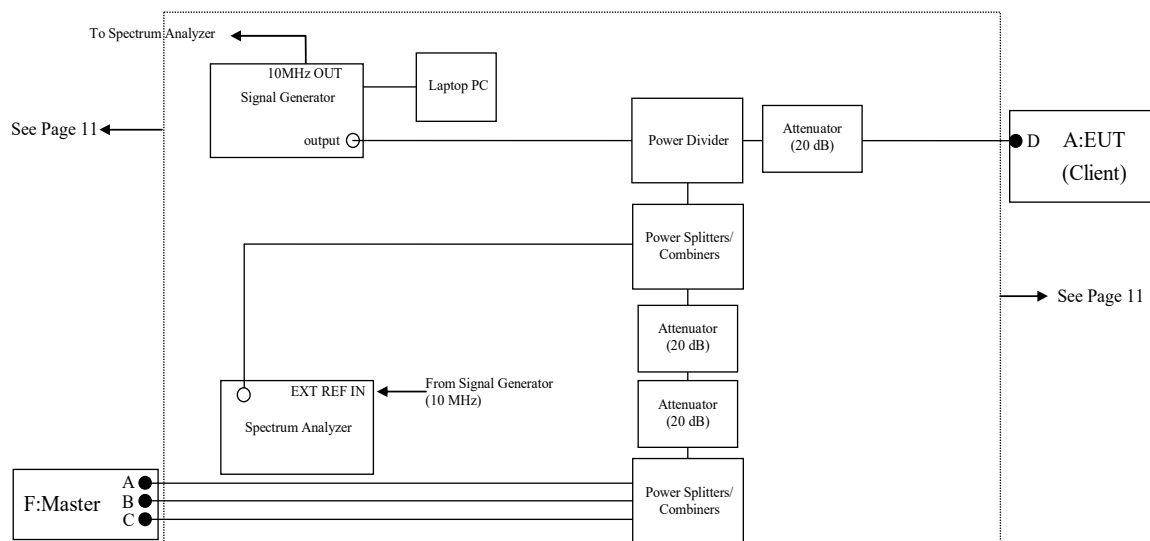 To Spectrum Analyzer
10MHz OUT
Signal Generator
output
Laptop PC
See Page 11
Power Divider
Attenuator
(20 dB)
D
A:EUT
(Client)
Power Splitters/
Combiners
See Page 11
Attenuator
(20 dB)
EXT REF IN
Spectrum Analyzer
From Signal Generator
(10 MHz)
Attenuator
(20 dB)
F:Master
A
B
C
Power Splitters/
Combiners